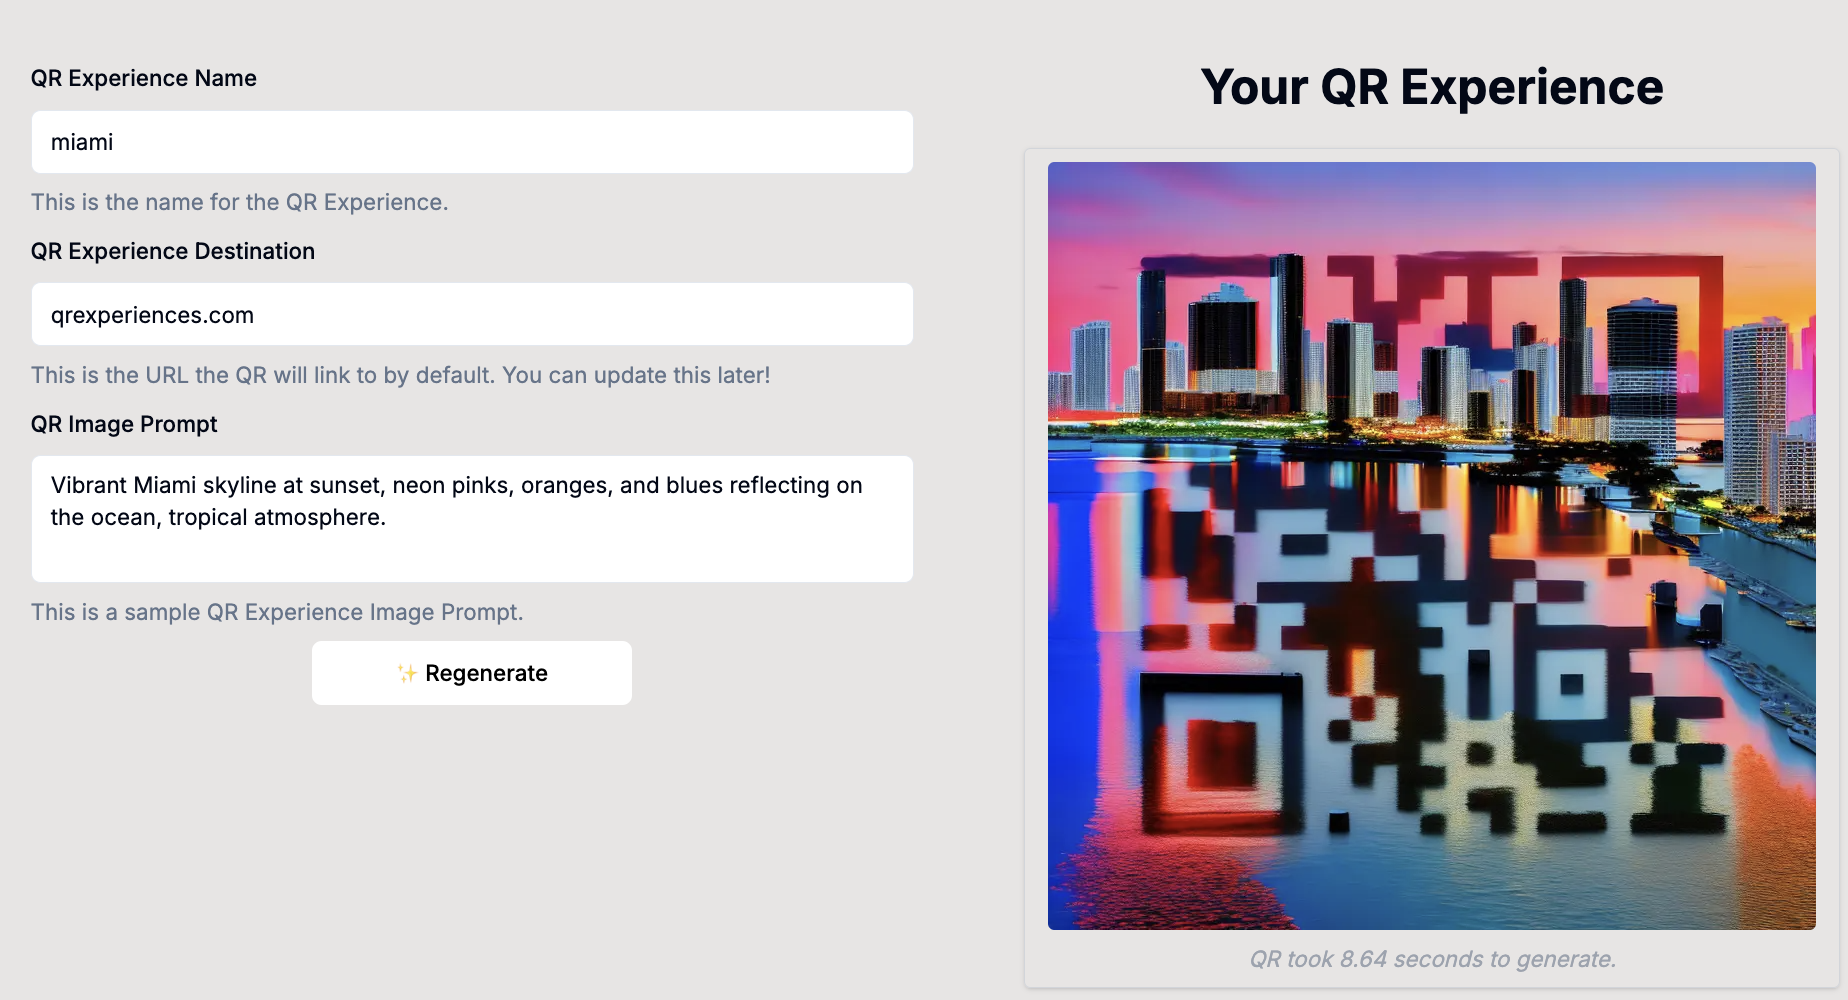 QR Experience Name
miami
This is the name for the QR Experience.
QR Experience Destination
qrexperiences.com
This is the URL the QR will link to by default. You can update this later!
QR Image Prompt
Vibrant Miami skyline at sunset, neon pinks, oranges, and blues reflecting on
the ocean, tropical atmosphere.
This is a sample QR Experience Image Prompt.
✨ Regenerate
Your QR Experience
QR took 8.64 seconds to generate.